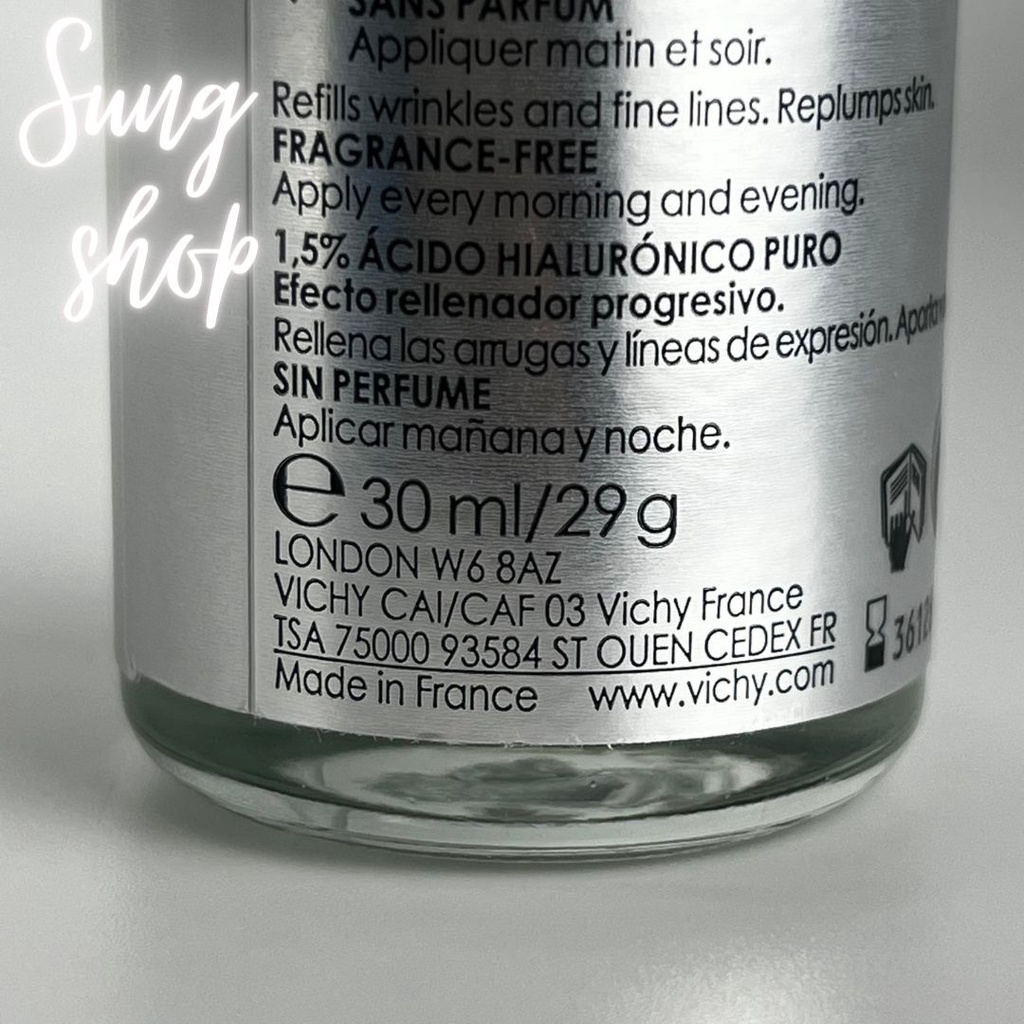 Sung
shop
SANS PARFUM
Appliquer matin et soir.
Refills wrinkles and fine lines. Replumps skin.
FRAGRANCE-FREE
Apply every morning and evening.
1,5% ÁCIDO HIALURÓNICO PURO
Efecto rellenador progresivo.
Rellena las arrugas y líneas de expresión.
SIN PERFUME
Aplicar mañana y noche.
℮ 30 ml/29 g
LONDON W6 8AZ
VICHY CAI/CAF 03 Vichy France
TSA 75000 93584 ST OUEN CEDEX FR
Made in France www.vichy.com